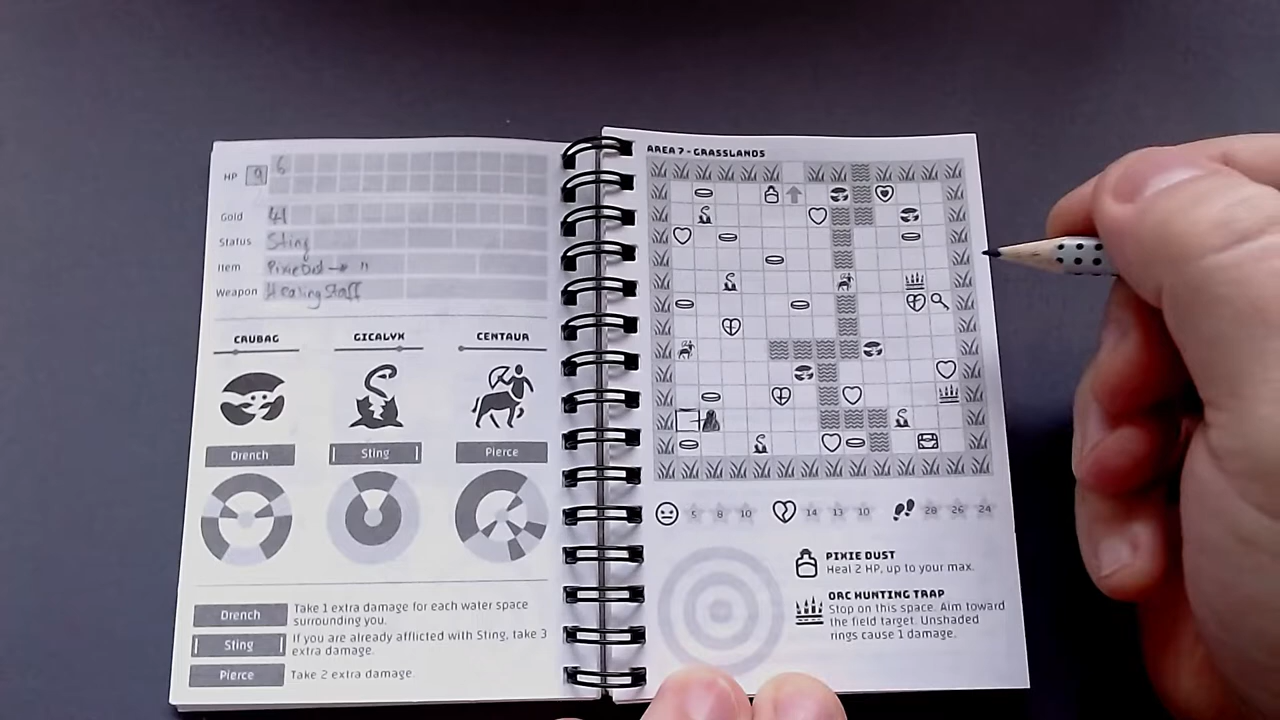 HP 9 6
Gold 41
Status Sting
Item Pixie Dust → "
Weapon Healing Staff
CRUBAG GICALYX CENTAUR
Drench Sting Pierce
Drench Take 1 extra damage for each water space
surrounding you.
Sting If you are already afflicted with Sting, take 3
extra damage.
Pierce Take 2 extra damage.
AREA 7 - GRASSLANDS
5 8 10 14 13 10 28 26 24
PIXIE DUST
Heal 2 HP, up to your max.
ORC HUNTING TRAP
Stop on this space. Aim toward
the field target. Unshaded
rings cause 1 damage.